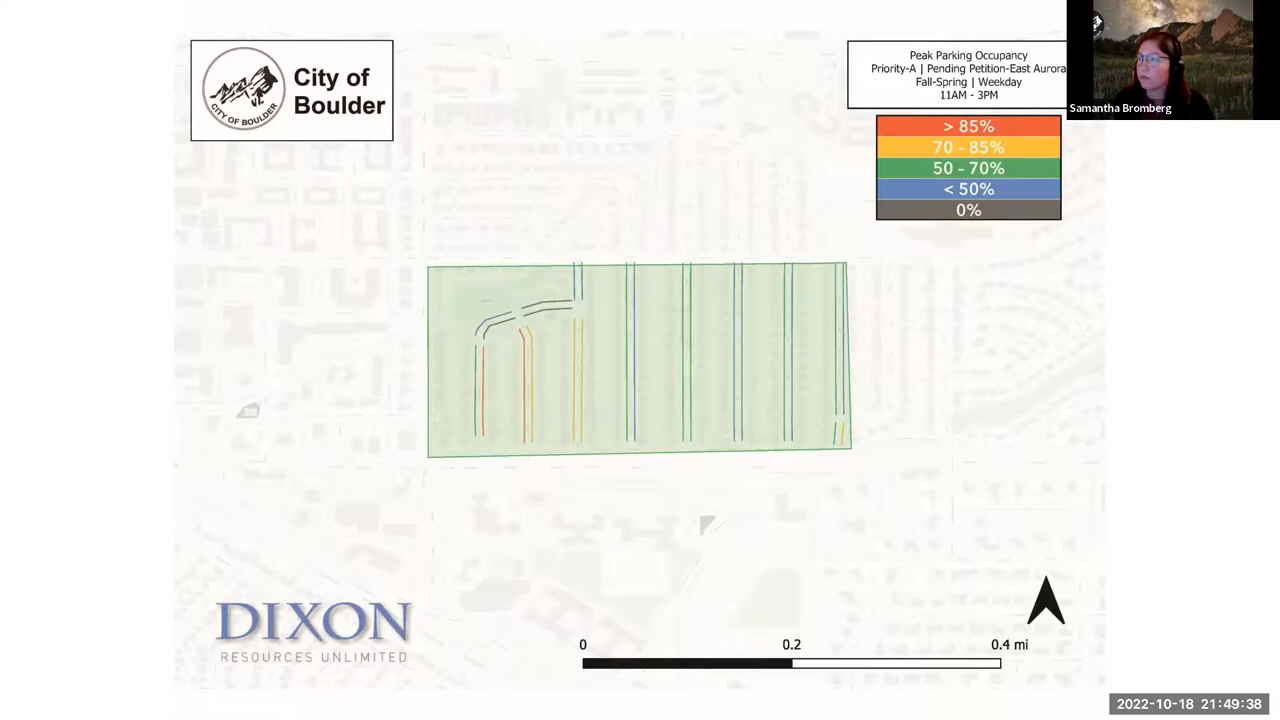 City of
Boulder
CITY OF BOULDER
Peak Parking Occupancy
Priority-A | Pending Petition-East Aurora
Fall-Spring | Weekday
11AM - 3PM
Samantha Bromberg
> 85%
70 - 85%
50 - 70%
< 50%
0%
DIXON
RESOURCES UNLIMITED
0 0.2 0.4 mi
2022-10-18 21:49:38